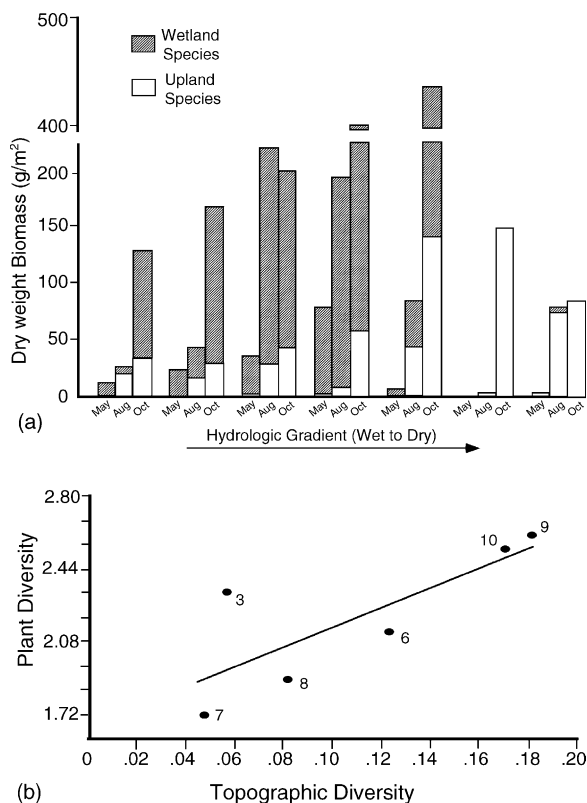 500
Wetland
Species
Upland
Species
400
200
150
100
50
0
Dry weight Biomass (g/m²)
May Aug Oct May Aug Oct May Aug Oct May Aug Oct May Aug Oct May Aug Oct May Aug Oct
(a)
Hydrologic Gradient (Wet to Dry)
2.80
2.44
2.08
1.72
Plant Diversity
9
10
3
6
8
7
0 .02 .04 .06 .08 .10 .12 .14 .16 .18 .20
(b)
Topographic Diversity